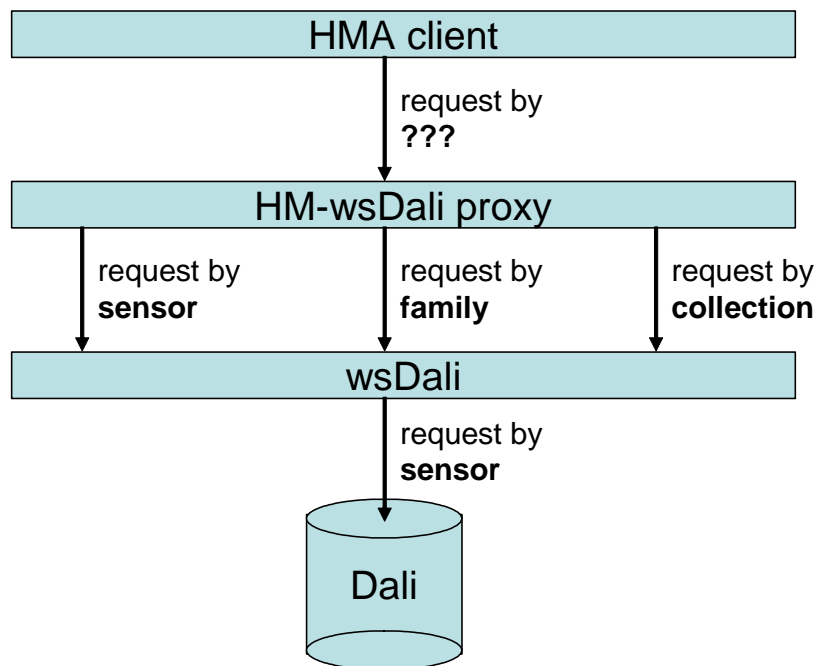 HMA client
request by
???
HM-wsDali proxy
request by
sensor
request by
family
request by
collection
wsDali
request by
sensor
Dali